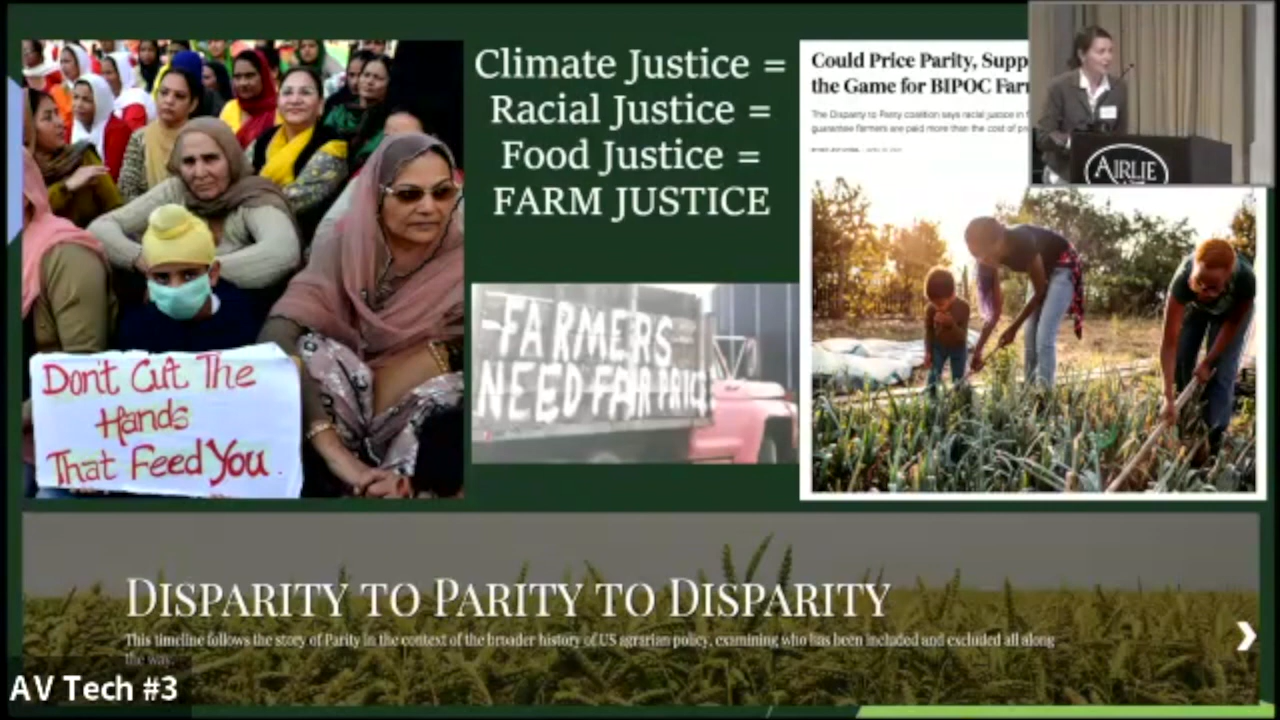 Climate Justice =
Racial Justice =
Food Justice =
FARM JUSTICE
Could Price Parity, Supp
the Game for BIPOC Farm
The Disparity to Parity coalition says racial justice in
guarantee farmers are paid more than the cost of
AIRLIE
Don't Cut The
Hands
That Feed You.
FARMERS
NEED FAIR PRICE
DISPARITY TO PARITY TO DISPARITY
This timeline follows the story of Parity in the context of the broader history of US agrarian policy, examining who has been included and excluded all along
the way.
AV Tech #3